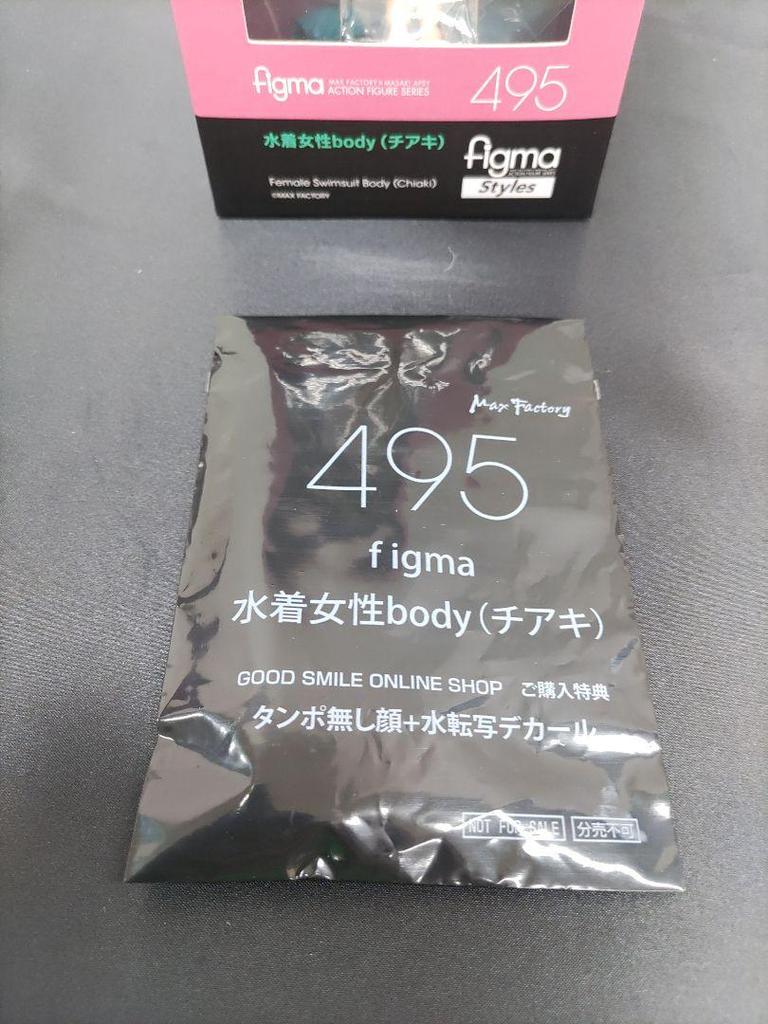 figma MAX FACTORY × MASAKI APSY
ACTION FIGURE SERIES
495
水着女性body（チアキ）
figma
Styles
Female Swimsuit Body (Chiaki)
©MAX FACTORY
Max Factory
495
figma
水着女性body（チアキ）
GOOD SMILE ONLINE SHOP ご購入特典
タンポ無し顔+水転写デカール
NOT FOR SALE 分売不可